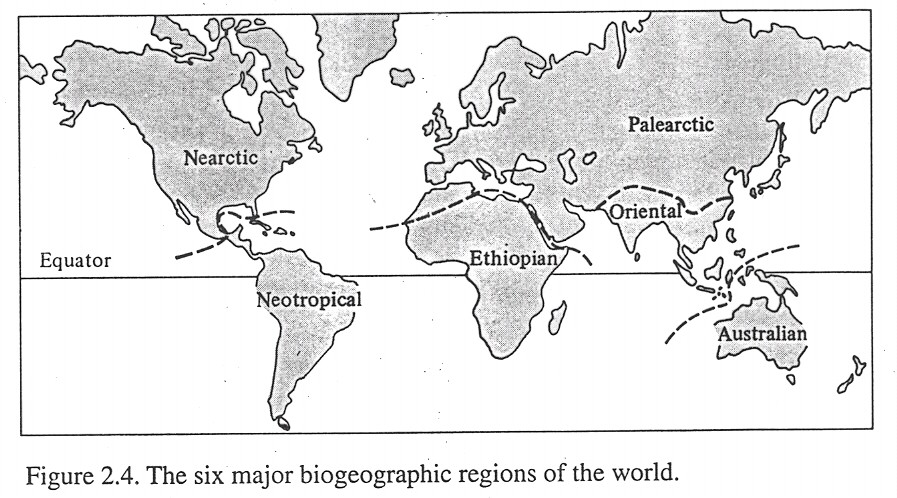 Palearctic
Nearctic
Oriental
Equator
Ethiopian
Neotropical
Australian
Figure 2.4. The six major biogeographic regions of the world.